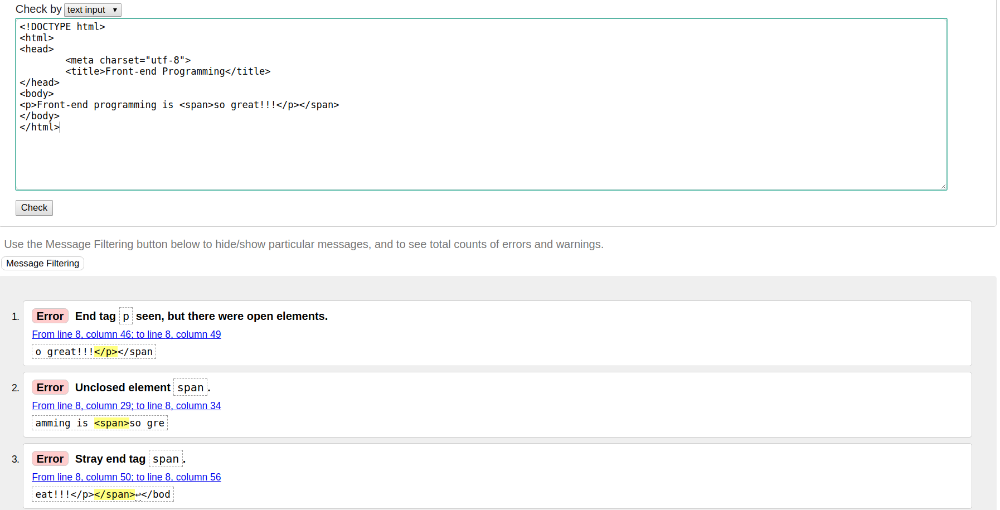 Check by text input ▼
<!DOCTYPE html>
<html>
<head>
        <meta charset="utf-8">
        <title>Front-end Programming</title>
</head>
<body>
<p>Front-end programming is <span>so great!!!</p></span>
</body>
</html>
Check
Use the Message Filtering button below to hide/show particular messages, and to see total counts of errors and warnings.
Message Filtering
1. Error End tag p seen, but there were open elements.
From line 8, column 46; to line 8, column 49
o great!!!</p></span
2. Error Unclosed element span.
From line 8, column 29; to line 8, column 34
amming is <span>so gre
3. Error Stray end tag span.
From line 8, column 50; to line 8, column 56
eat!!!</p></span>↩</bod